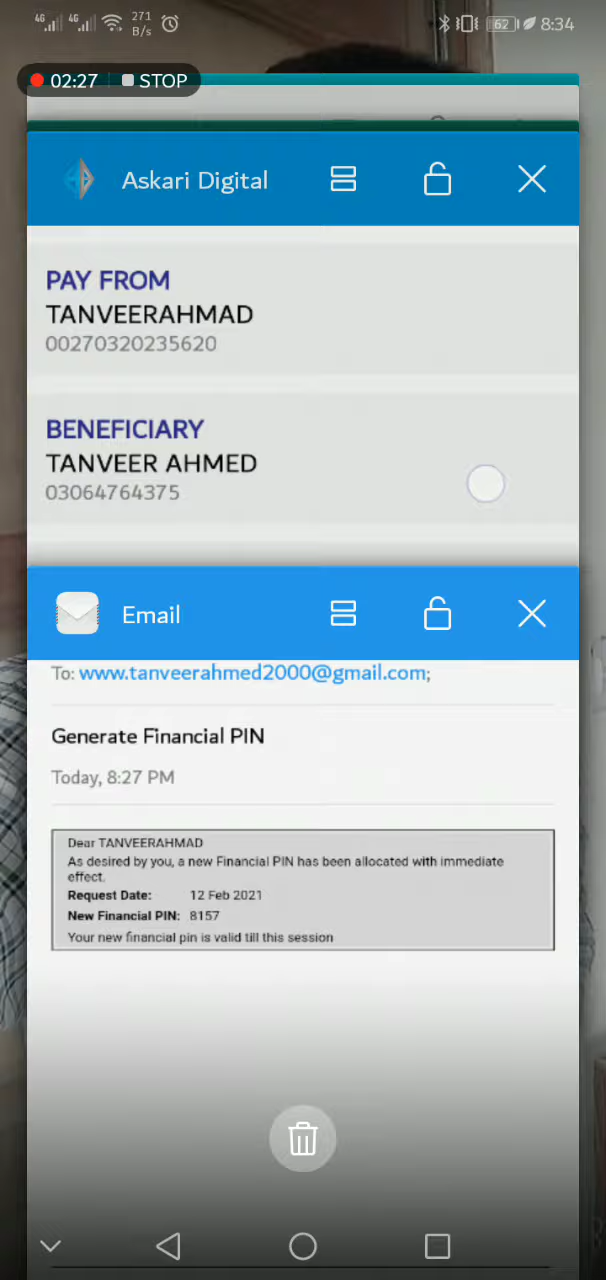 4G 4G 271 B/s 62 8:34
02:27 STOP
Askari Digital
PAY FROM
TANVEERAHMAD
00270320235620
BENEFICIARY
TANVEER AHMED
03064764375
Email
To: www.tanveerahmed2000@gmail.com;
Generate Financial PIN
Today, 8:27 PM
Dear TANVEERAHMAD
As desired by you, a new Financial PIN has been allocated with immediate
effect.
Request Date: 12 Feb 2021
New Financial PIN: 8157
Your new financial pin is valid till this session